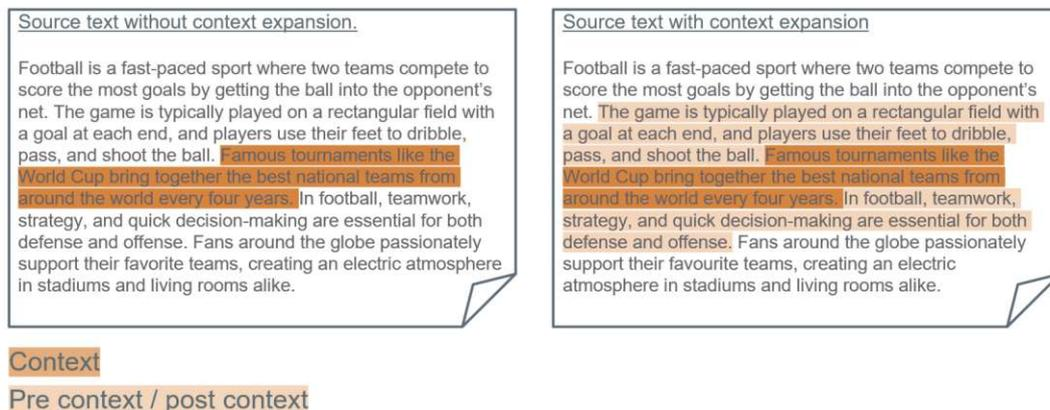 Source text without context expansion.
Football is a fast-paced sport where two teams compete to
score the most goals by getting the ball into the opponent's
net. The game is typically played on a rectangular field with
a goal at each end, and players use their feet to dribble,
pass, and shoot the ball. Famous tournaments like the
World Cup bring together the best national teams from
around the world every four years. In football, teamwork,
strategy, and quick decision-making are essential for both
defense and offense. Fans around the globe passionately
support their favorite teams, creating an electric atmosphere
in stadiums and living rooms alike.
Source text with context expansion
Football is a fast-paced sport where two teams compete to
score the most goals by getting the ball into the opponent's
net. The game is typically played on a rectangular field with
a goal at each end, and players use their feet to dribble,
pass, and shoot the ball. Famous tournaments like the
World Cup bring together the best national teams from
around the world every four years. In football, teamwork,
strategy, and quick decision-making are essential for both
defense and offense. Fans around the globe passionately
support their favourite teams, creating an electric
atmosphere in stadiums and living rooms alike.
Context
Pre context / post context